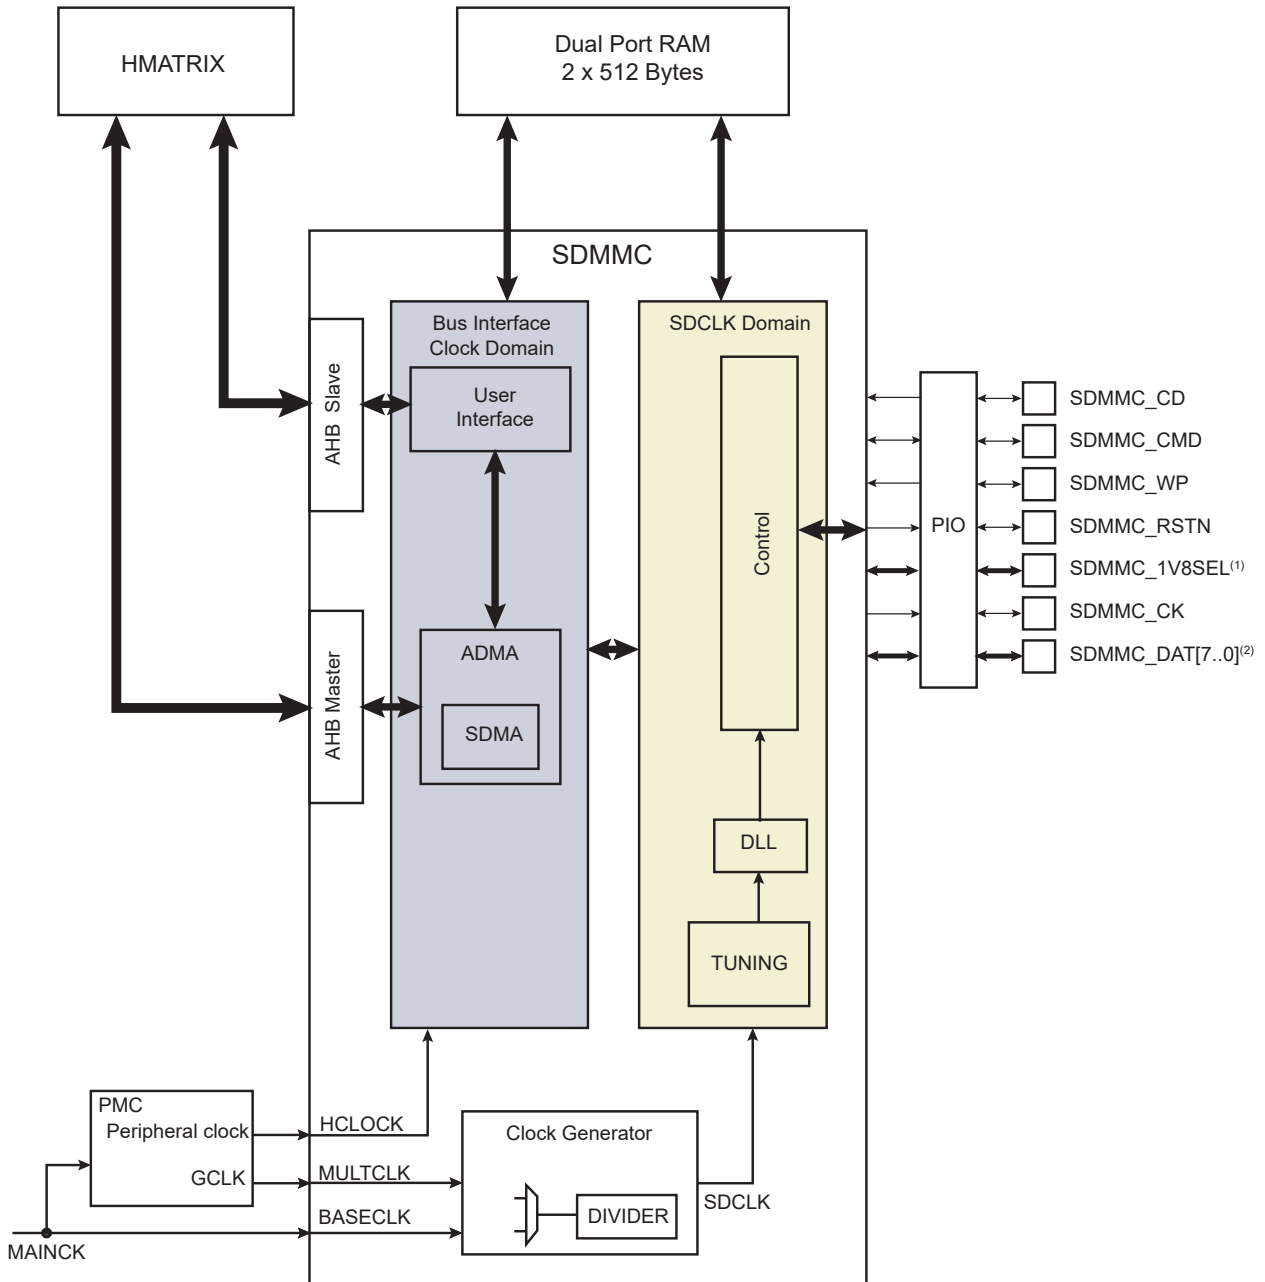 HMATRIX
Dual Port RAM
2 x 512 Bytes
SDMMC
Bus Interface
Clock Domain
SDCLK Domain
AHB Slave
User
Interface
Control
PIO
SDMMC_CD
SDMMC_CMD
SDMMC_WP
SDMMC_RSTN
SDMMC_1V8SEL(1)
SDMMC_CK
SDMMC_DAT[7..0](2)
AHB Master
ADMA
SDMA
DLL
TUNING
PMC
Peripheral clock
GCLK
HCLOCK
MULTCLK
BASECLK
MAINCK
Clock Generator
DIVIDER
SDCLK